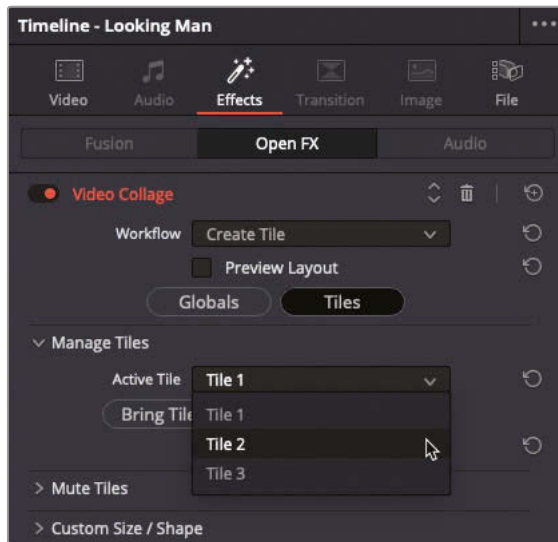 Timeline - Looking Man
Video Audio Effects Transition Image File
Fusion Open FX Audio
Video Collage
Workflow Create Tile
Preview Layout
Globals Tiles
Manage Tiles
Active Tile Tile 1
Bring Tile 1
Tile 2
Tile 3
Mute Tiles
Custom Size / Shape